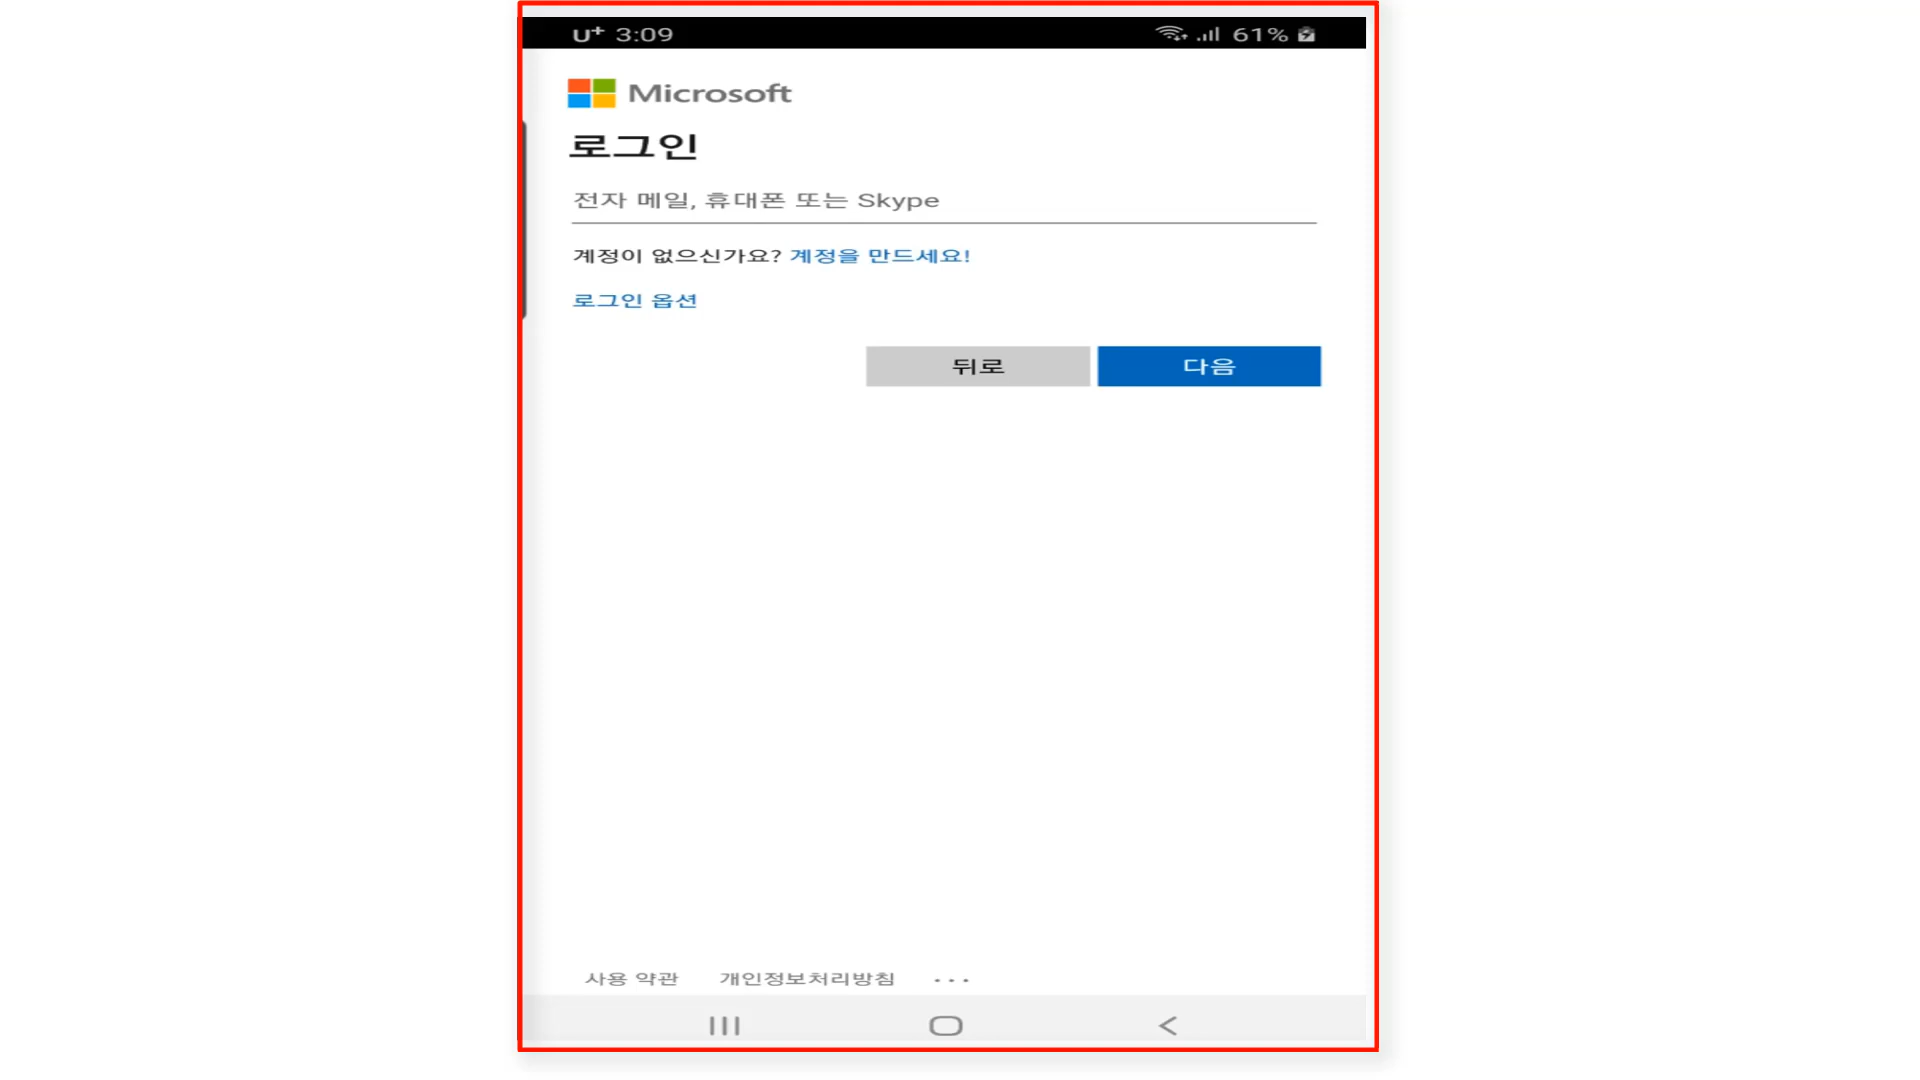 U+ 3:09 61%
Microsoft
로그인
전자 메일, 휴대폰 또는 Skype
계정이 없으신가요? 계정을 만드세요!
로그인 옵션
뒤로 다음
사용 약관 개인정보처리방침 ...